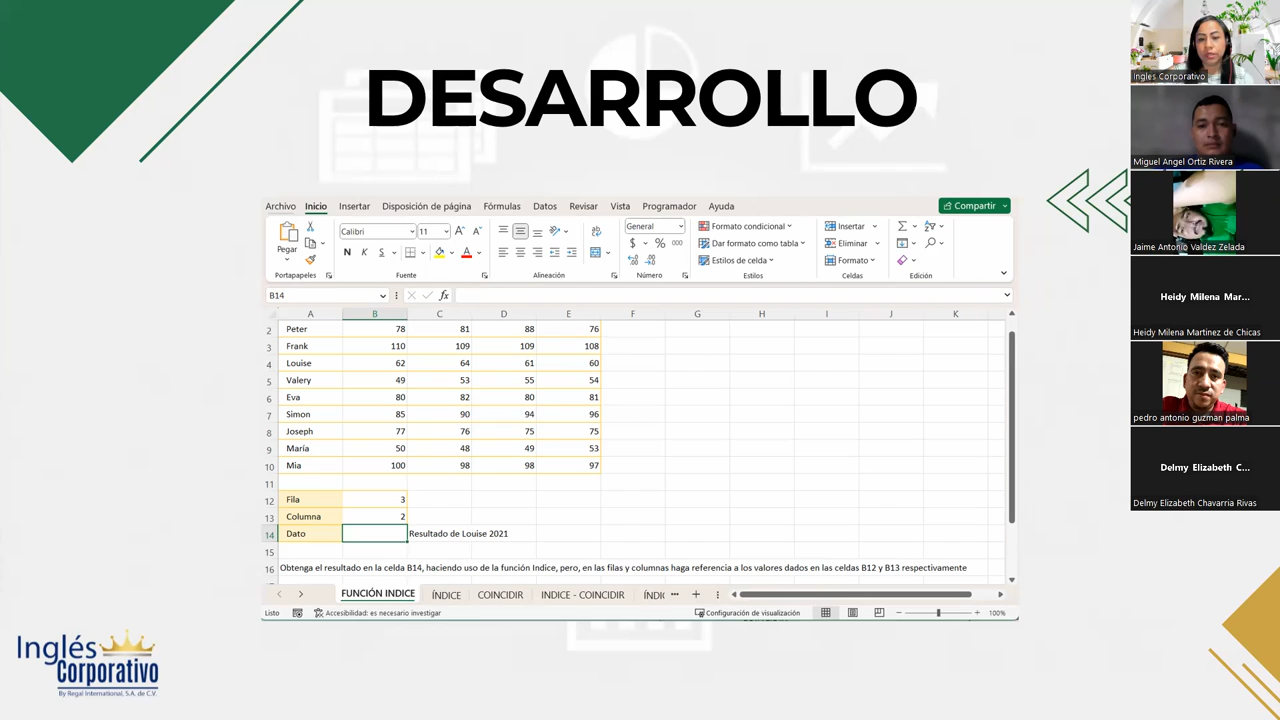 DESARROLLO
Archivo Inicio Insertar Disposición de página Fórmulas Datos Revisar Vista Programador Ayuda Compartir
Pegar
Calibri 11
N K S
General
$ % 000
Formato condicional
Dar formato como tabla
Estilos de celda
Insertar
Eliminar
Formato
Portapapeles Fuente Alineación Número Estilos Celdas Edición
B14 fx
A B C D E F G H I J K
2 Peter 78 81 88 76
3 Frank 110 109 109 108
4 Louise 62 64 61 60
5 Valery 49 53 55 54
6 Eva 80 82 80 81
7 Simon 85 90 94 96
8 Joseph 77 76 75 75
9 María 50 48 49 53
10 Mia 100 98 98 97
11
12 Fila 3
13 Columna 2
14 Dato Resultado de Louise 2021
15
16 Obtenga el resultado en la celda B14, haciendo uso de la función Indice, pero, en las filas y columnas haga referencia a los valores dados en las celdas B12 y B13 respectivamente
FUNCIÓN INDICE ÍNDICE COINCIDIR INDICE - COINCIDIR
Listo Accesibilidad: es necesario investigar Configuración de visualización 100%
Inglés
Corporativo
By Regal International, S.A. de C.V.
Ingles Corporativo
Miguel Angel Ortiz Rivera
Jaime Antonio Valdez Zelada
Heidy Milena Mar...
Heidy Milena Martinez de Chicas
pedro antonio guzman palma
Delmy Elizabeth C...
Delmy Elizabeth Chavarria Rivas